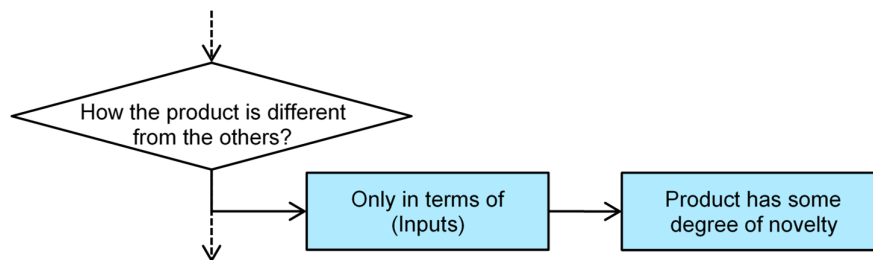 How the product is different
from the others?
Only in terms of
(Inputs)
Product has some
degree of novelty